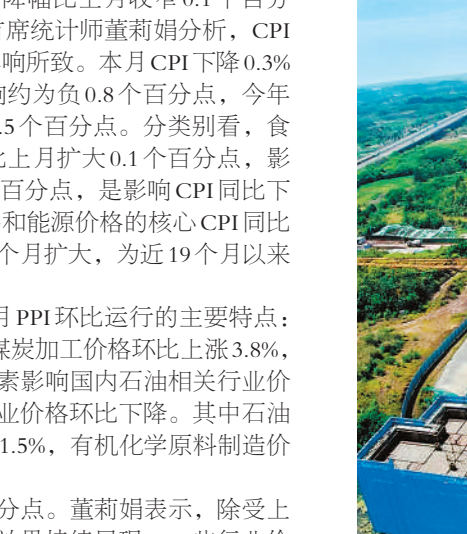 降幅比上月收窄0.1个百分
首席统计师董莉娟分析，CPI
响所致。本月CPI下降0.3%
响约为负0.8个百分点，今年
.5个百分点。分类别看，食
比上月扩大0.1个百分点，影
百分点，是影响CPI同比下
和能源价格的核心CPI同比
个月扩大，为近19个月以来
月PPI环比运行的主要特点：
煤炭加工价格环比上涨3.8%，
素影响国内石油相关行业价
业价格环比下降。其中石油
1.5%，有机化学原料制造价
分点。董莉娟表示，除受上